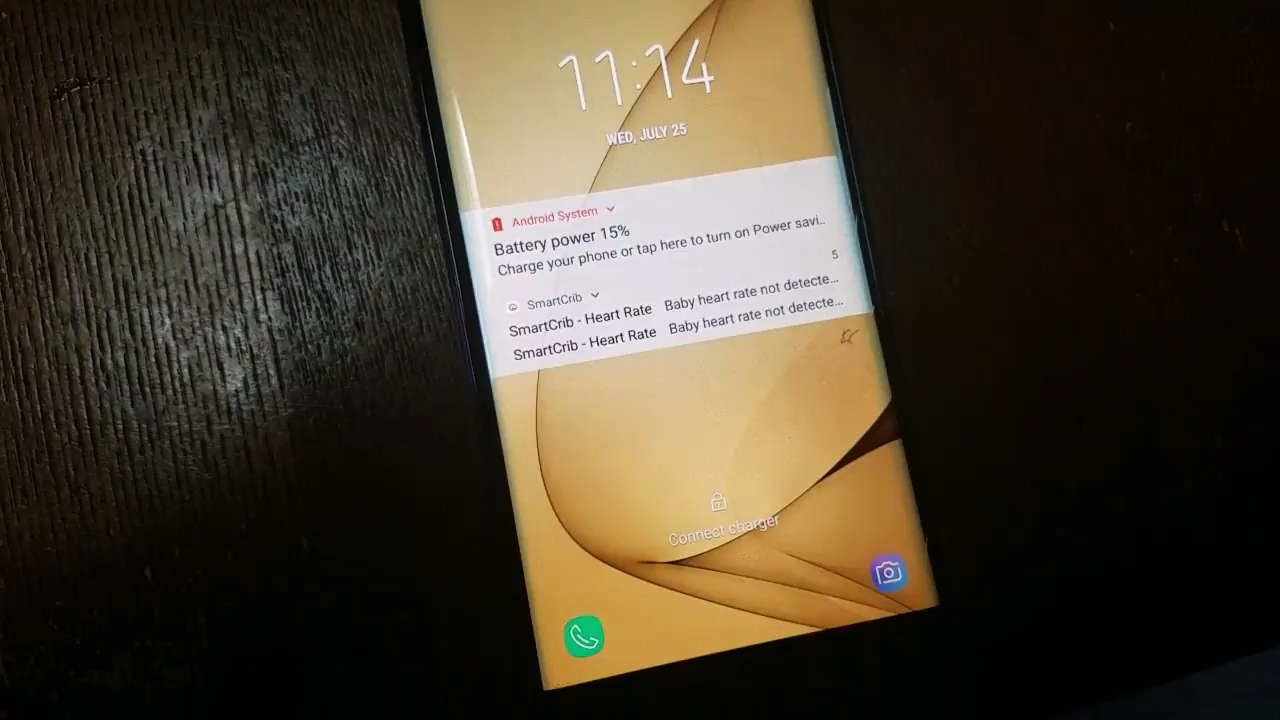 11:14
WED, JULY 25
Android System
Battery power 15%
Charge your phone or tap here to turn on Power savi..
5
SmartCrib
SmartCrib - Heart Rate Baby heart rate not detecte...
SmartCrib - Heart Rate Baby heart rate not detecte...
Connect charger